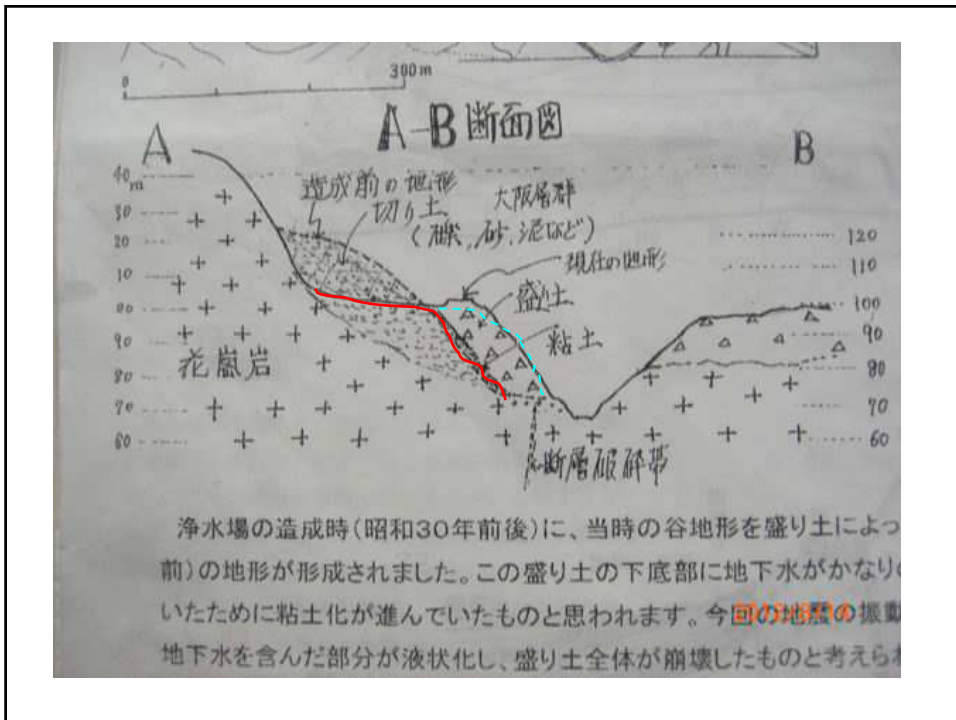 0
300m
A-B断面図
A
B
造成前の地形
切り土
大阪層群
(礫、砂、泥など)
現在の地形
盛り土
粘土
花崗岩
断層破砕帯
40m
30
20
10
00
90
80
70
60
120
110
100
90
80
70
60
浄水場の造成時(昭和30年前後)に、当時の谷地形を盛り土によっ
前)の地形が形成されました。この盛り土の下底部に地下水がかなり
いたために粘土化が進んでいたものと思われます。今回の地震の振動
地下水を含んだ部分が液状化し、盛り土全体が崩壊したものと考えられ